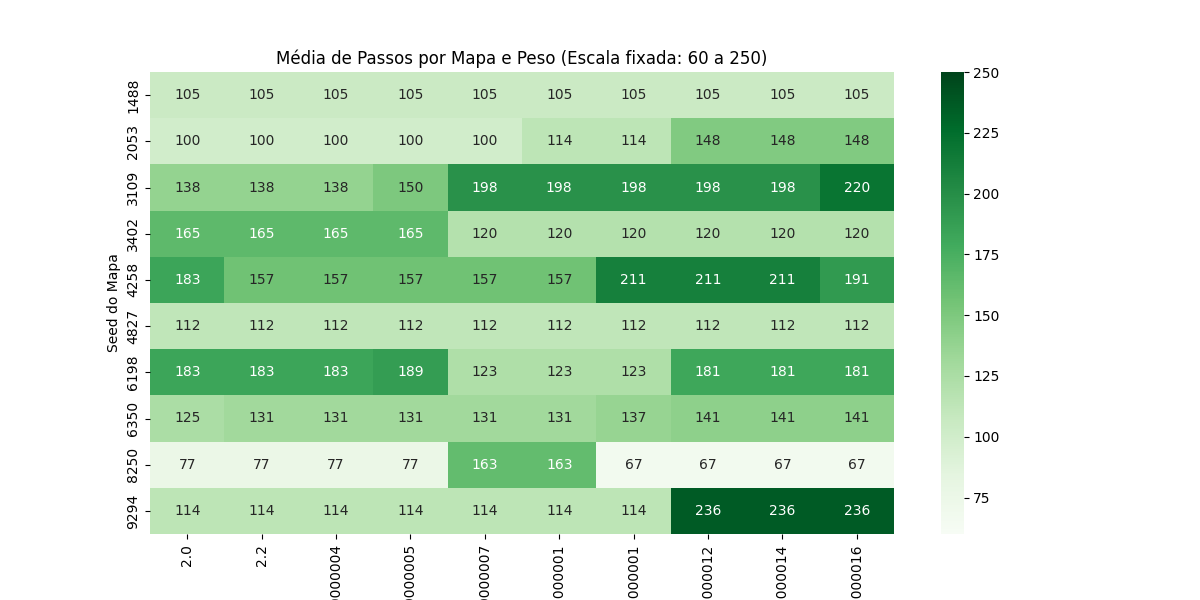 Média de Passos por Mapa e Peso (Escala fixada: 60 a 250)
Seed do Mapa
1488 105 105 105 105 105 105 105 105 105 105
2053 100 100 100 100 100 114 114 148 148 148
3109 138 138 138 150 198 198 198 198 198 220
3402 165 165 165 165 120 120 120 120 120 120
4258 183 157 157 157 157 157 211 211 211 191
4827 112 112 112 112 112 112 112 112 112 112
6198 183 183 183 189 123 123 123 181 181 181
6350 125 131 131 131 131 131 137 141 141 141
8250 77 77 77 77 163 163 67 67 67 67
9294 114 114 114 114 114 114 114 236 236 236
2.0
2.2
0000004
0000005
0000007
000001
000001
000012
000014
000016
250
225
200
175
150
125
100
75